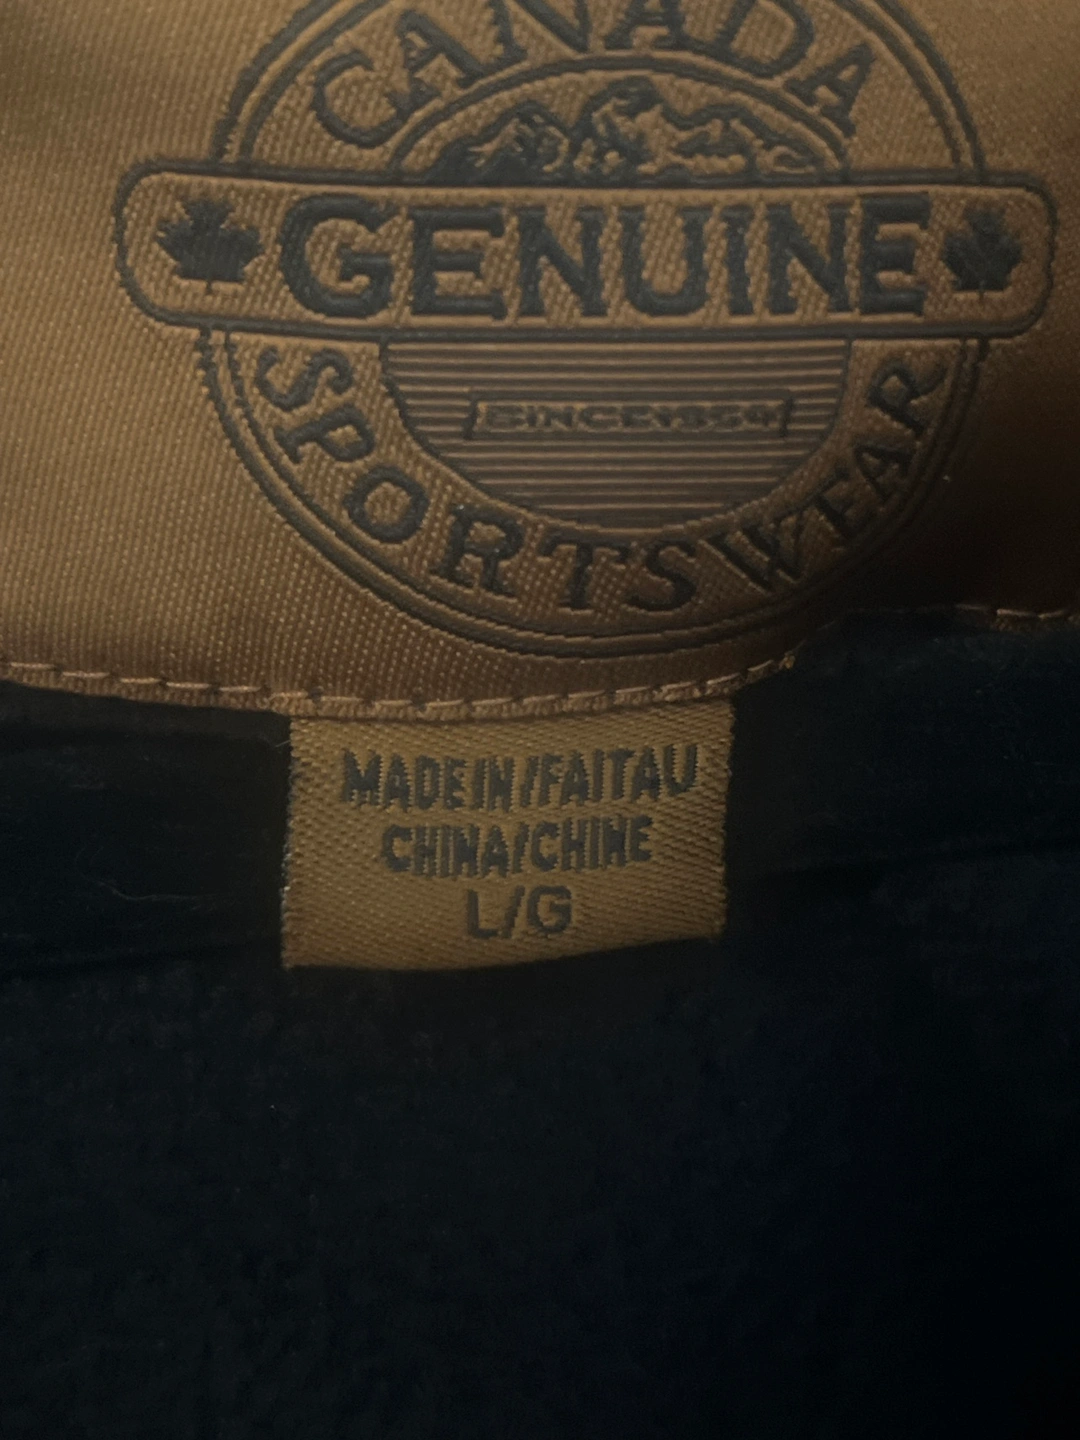 CANADA
GENUINE
SINCE 1954
SPORTSWEAR
MADE IN/FAIT AU
CHINA/CHINE
L/G